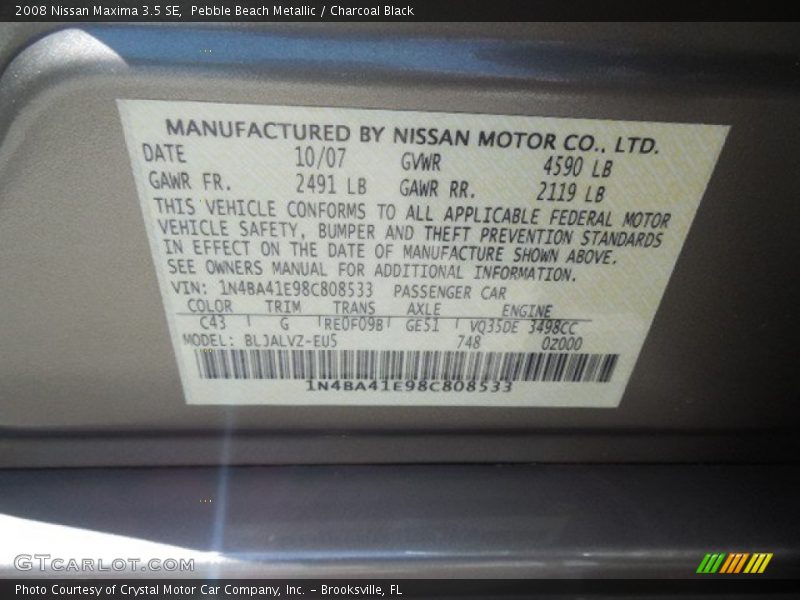 2008 Nissan Maxima 3.5 SE, Pebble Beach Metallic / Charcoal Black
MANUFACTURED BY NISSAN MOTOR CO., LTD.
DATE 10/07 GVWR 4590 LB
GAWR FR. 2491 LB GAWR RR. 2119 LB
THIS VEHICLE CONFORMS TO ALL APPLICABLE FEDERAL MOTOR
VEHICLE SAFETY, BUMPER AND THEFT PREVENTION STANDARDS
IN EFFECT ON THE DATE OF MANUFACTURE SHOWN ABOVE.
SEE OWNERS MANUAL FOR ADDITIONAL INFORMATION.
VIN: 1N4BA41E98C808533 PASSENGER CAR
COLOR TRIM TRANS AXLE ENGINE
C43 G RE0F09B GE51 VQ35DE 3498CC
MODEL: BLJALVZ-EU5 748 0Z000
1N4BA41E98C808533
GTCARLOT.COM
Photo Courtesy of Crystal Motor Car Company, Inc. – Brooksville, FL